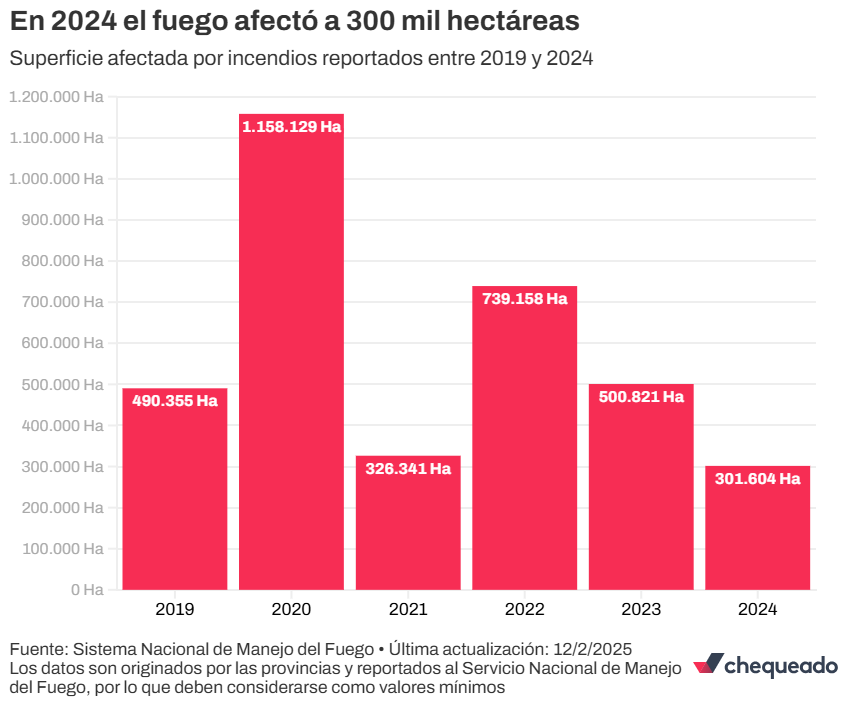 En 2024 el fuego afectó a 300 mil hectáreas
Superficie afectada por incendios reportados entre 2019 y 2024
1.200.000 Ha
1.100.000 Ha
1.000.000 Ha
900.000 Ha
800.000 Ha
700.000 Ha
600.000 Ha
500.000 Ha
400.000 Ha
300.000 Ha
200.000 Ha
100.000 Ha
0 Ha
490.355 Ha
1.158.129 Ha
326.341 Ha
739.158 Ha
500.821 Ha
301.604 Ha
2019
2020
2021
2022
2023
2024
Fuente: Sistema Nacional de Manejo del Fuego • Última actualización: 12/2/2025
Los datos son originados por las provincias y reportados al Servicio Nacional de Manejo
del Fuego, por lo que deben considerarse como valores mínimos
chequeado